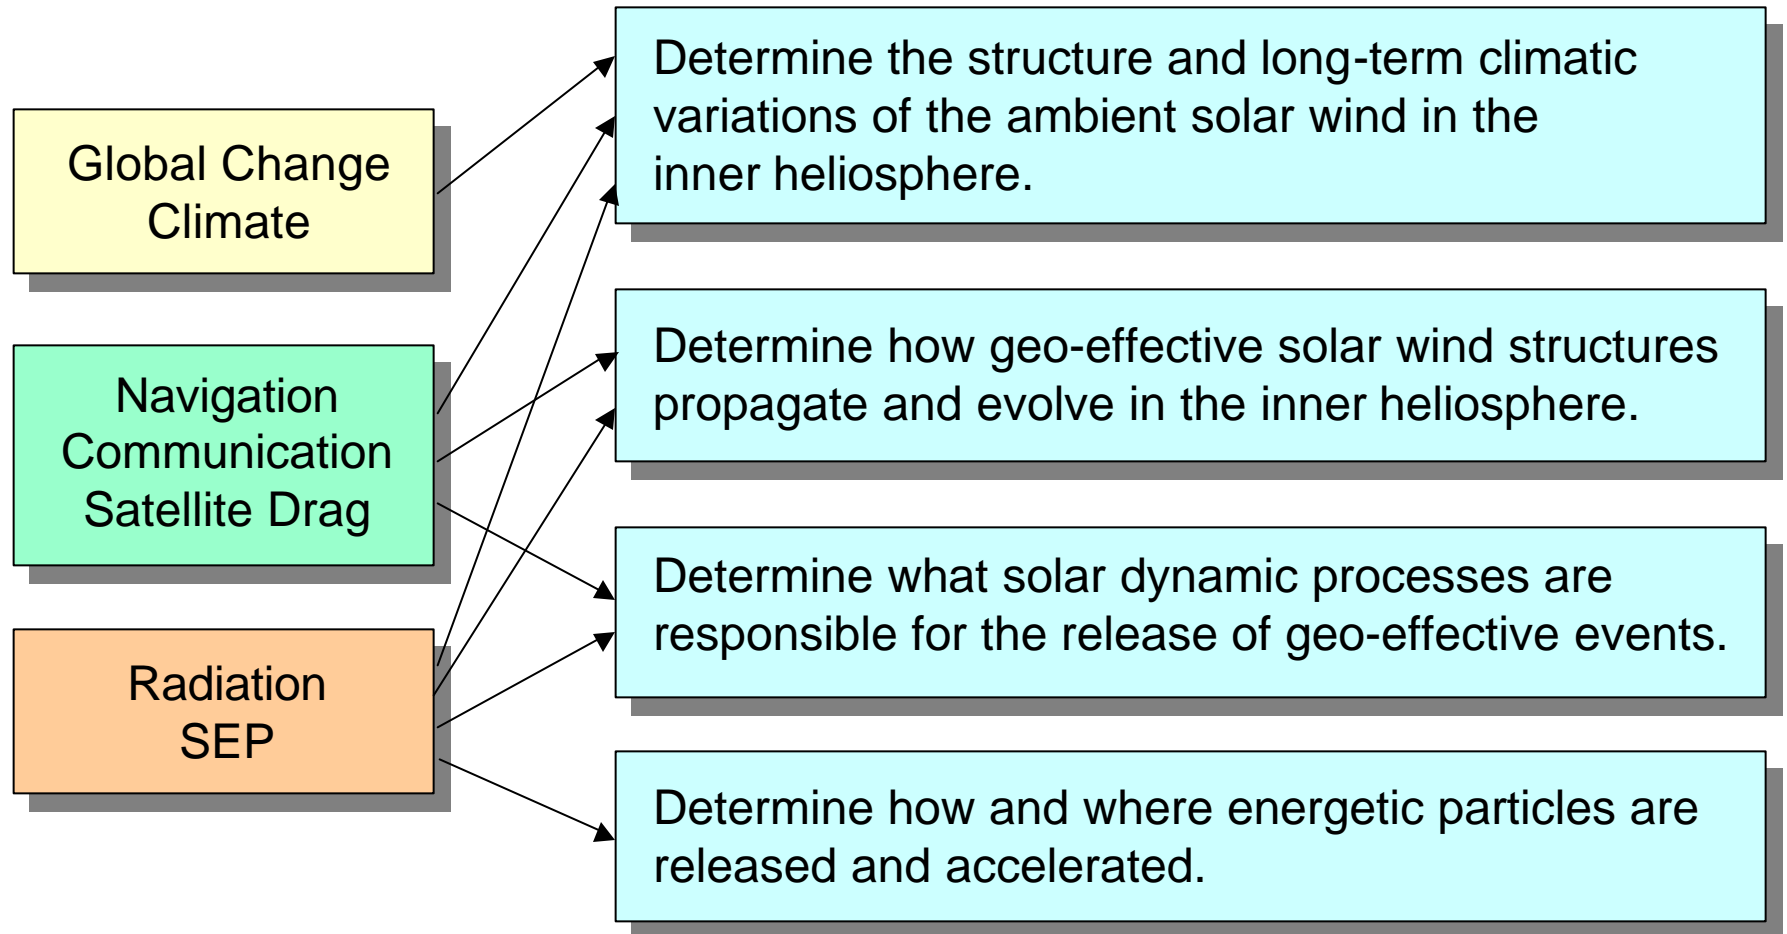 Global Change
Climate
Navigation
Communication
Satellite Drag
Radiation
SEP
Determine the structure and long-term climatic
variations of the ambient solar wind in the
inner heliosphere.
Determine how geo-effective solar wind structures
propagate and evolve in the inner heliosphere.
Determine what solar dynamic processes are
responsible for the release of geo-effective events.
Determine how and where energetic particles are
released and accelerated.